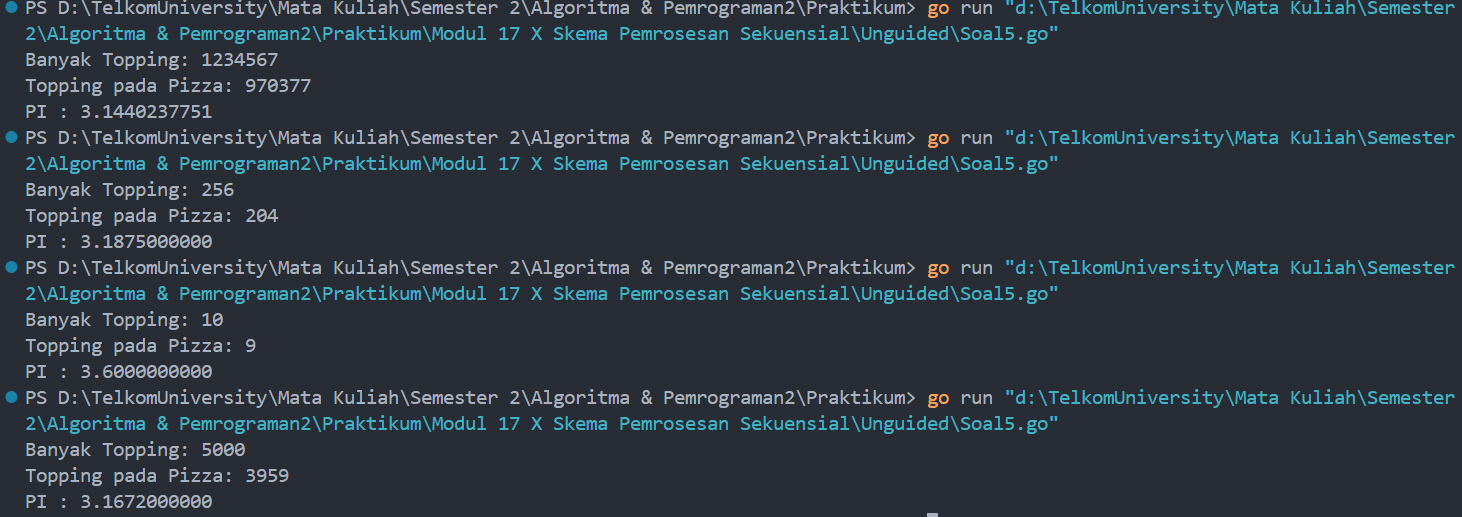 PS D:\TelkomUniversity\Mata Kuliah\Semester 2\Algoritma & Pemrograman2\Praktikum> go run "d:\TelkomUniversity\Mata Kuliah\Semester
2\Algoritma & Pemrograman2\Praktikum\Modul 17 X Skema Pemrosesan Sekuensial\Unguided\Soal5.go"
Banyak Topping: 1234567
Topping pada Pizza: 970377
PI : 3.1440237751
PS D:\TelkomUniversity\Mata Kuliah\Semester 2\Algoritma & Pemrograman2\Praktikum> go run "d:\TelkomUniversity\Mata Kuliah\Semester
2\Algoritma & Pemrograman2\Praktikum\Modul 17 X Skema Pemrosesan Sekuensial\Unguided\Soal5.go"
Banyak Topping: 256
Topping pada Pizza: 204
PI : 3.1875000000
PS D:\TelkomUniversity\Mata Kuliah\Semester 2\Algoritma & Pemrograman2\Praktikum> go run "d:\TelkomUniversity\Mata Kuliah\Semester
2\Algoritma & Pemrograman2\Praktikum\Modul 17 X Skema Pemrosesan Sekuensial\Unguided\Soal5.go"
Banyak Topping: 10
Topping pada Pizza: 9
PI : 3.6000000000
PS D:\TelkomUniversity\Mata Kuliah\Semester 2\Algoritma & Pemrograman2\Praktikum> go run "d:\TelkomUniversity\Mata Kuliah\Semester
2\Algoritma & Pemrograman2\Praktikum\Modul 17 X Skema Pemrosesan Sekuensial\Unguided\Soal5.go"
Banyak Topping: 5000
Topping pada Pizza: 3959
PI : 3.1672000000